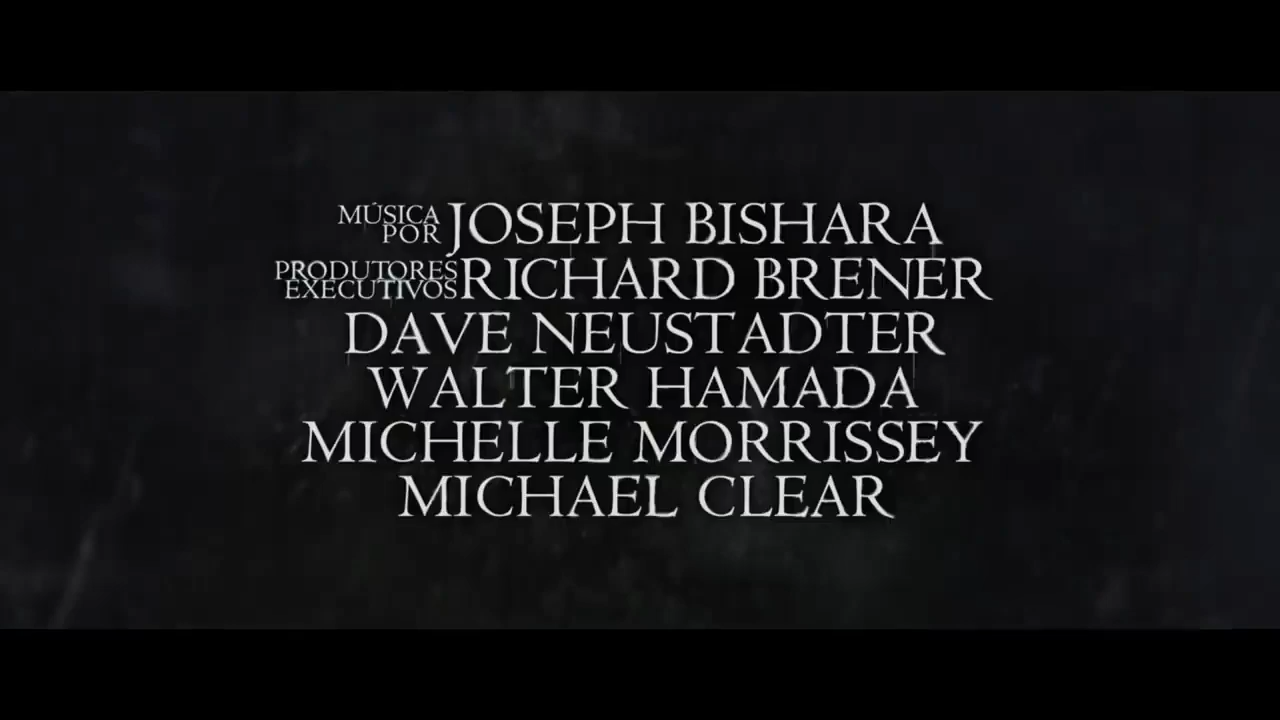 MÚSICA POR JOSEPH BISHARA
PRODUTORES EXECUTIVOS RICHARD BRENER
DAVE NEUSTADTER
WALTER HAMADA
MICHELLE MORRISSEY
MICHAEL CLEAR